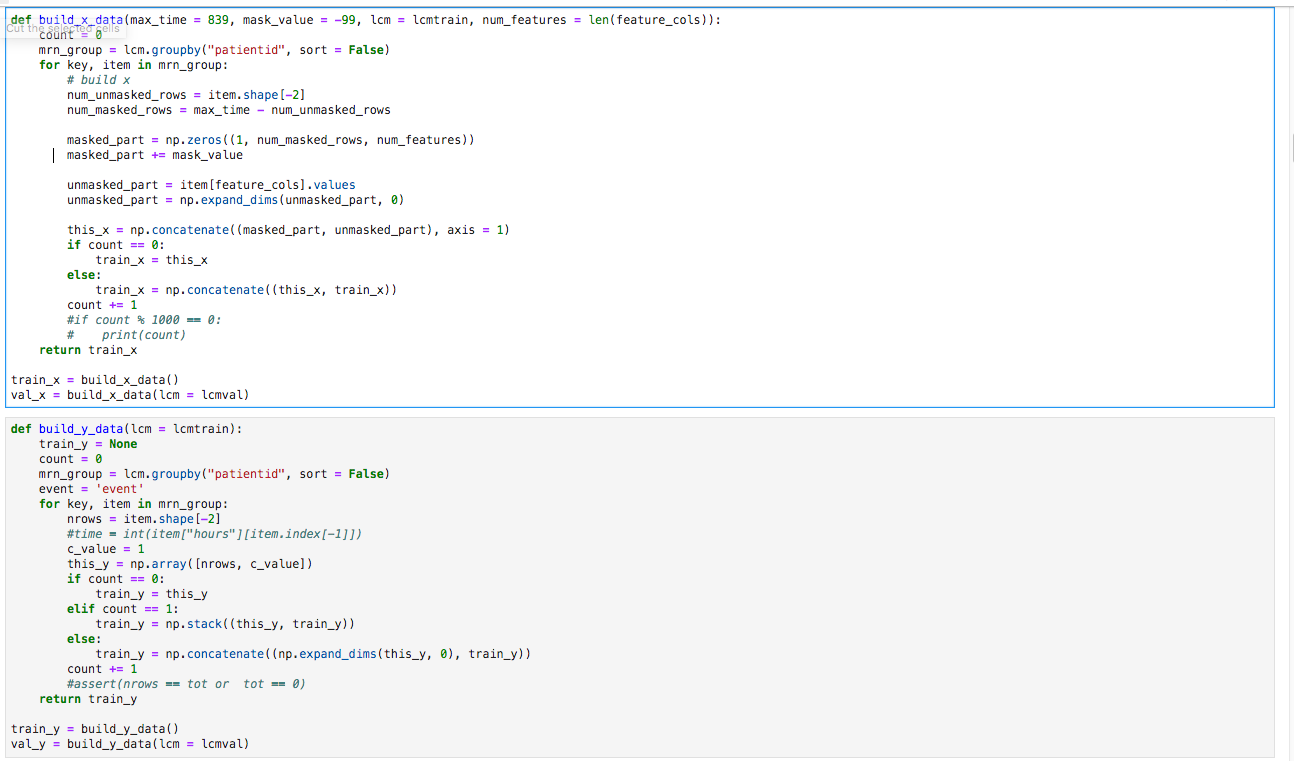 def build_x_data(max_time = 839, mask_value = -99, lcm = lcmtrain, num_features = len(feature_cols)):
Cut the selected cells
    count = 0
    mrn_group = lcm.groupby("patientid", sort = False)
    for key, item in mrn_group:
        # build x
        num_unmasked_rows = item.shape[-2]
        num_masked_rows = max_time - num_unmasked_rows
        masked_part = np.zeros((1, num_masked_rows, num_features))
        masked_part += mask_value
        unmasked_part = item[feature_cols].values
        unmasked_part = np.expand_dims(unmasked_part, 0)
        this_x = np.concatenate((masked_part, unmasked_part), axis = 1)
        if count == 0:
            train_x = this_x
        else:
            train_x = np.concatenate((this_x, train_x))
        count += 1
        #if count % 1000 == 0:
        #    print(count)
    return train_x
train_x = build_x_data()
val_x = build_x_data(lcm = lcmval)
def build_y_data(lcm = lcmtrain):
    train_y = None
    count = 0
    mrn_group = lcm.groupby("patientid", sort = False)
    event = 'event'
    for key, item in mrn_group:
        nrows = item.shape[-2]
        #time = int(item["hours"][item.index[-1]])
        c_value = 1
        this_y = np.array([nrows, c_value])
        if count == 0:
            train_y = this_y
        elif count == 1:
            train_y = np.stack((this_y, train_y))
        else:
            train_y = np.concatenate((np.expand_dims(this_y, 0), train_y))
        count += 1
        #assert(nrows == tot or  tot == 0)
    return train_y
train_y = build_y_data()
val_y = build_y_data(lcm = lcmval)